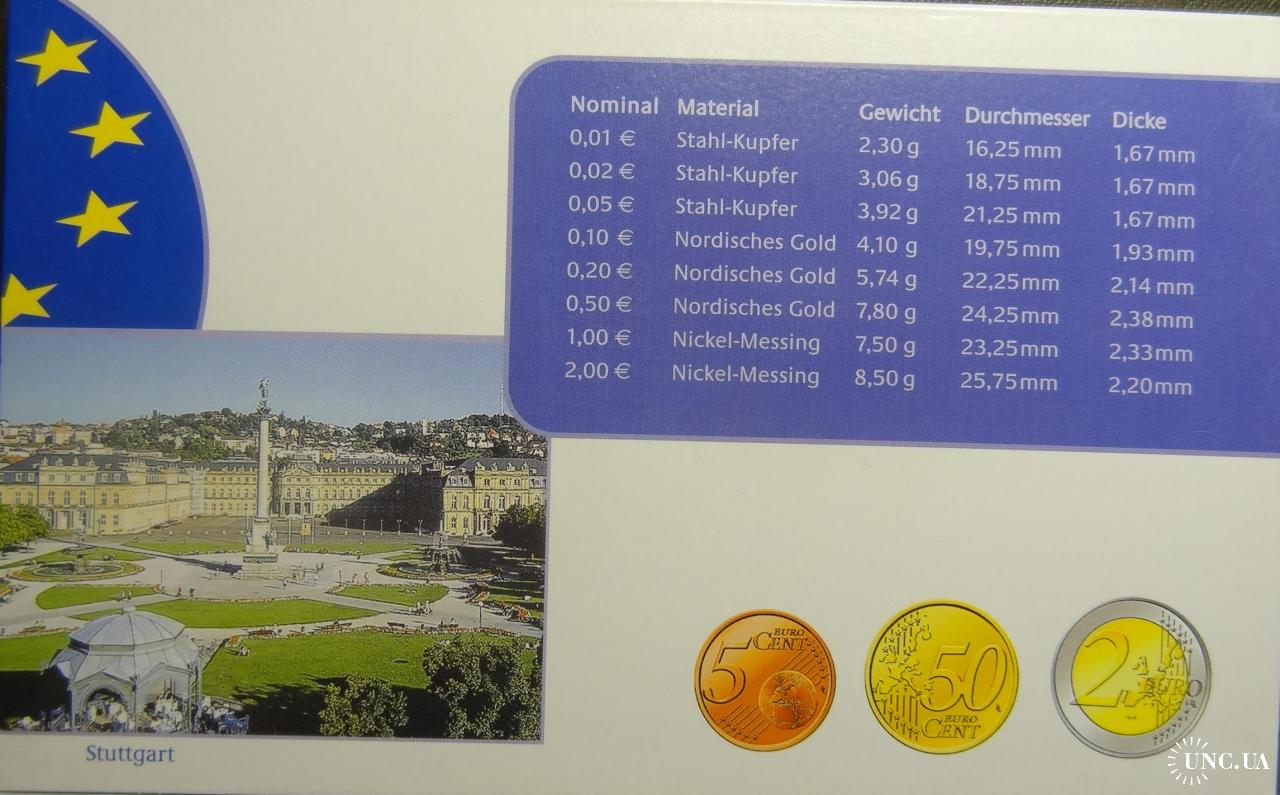 Nominal Material Gewicht Durchmesser Dicke
0,01 € Stahl-Kupfer 2,30 g 16,25 mm 1,67 mm
0,02 € Stahl-Kupfer 3,06 g 18,75 mm 1,67 mm
0,05 € Stahl-Kupfer 3,92 g 21,25 mm 1,67 mm
0,10 € Nordisches Gold 4,10 g 19,75 mm 1,93 mm
0,20 € Nordisches Gold 5,74 g 22,25 mm 2,14 mm
0,50 € Nordisches Gold 7,80 g 24,25 mm 2,38 mm
1,00 € Nickel-Messing 7,50 g 23,25 mm 2,33 mm
2,00 € Nickel-Messing 8,50 g 25,75 mm 2,20 mm
5 EURO CENT
50 EURO CENT
2 EURO
Stuttgart
UNC.UA